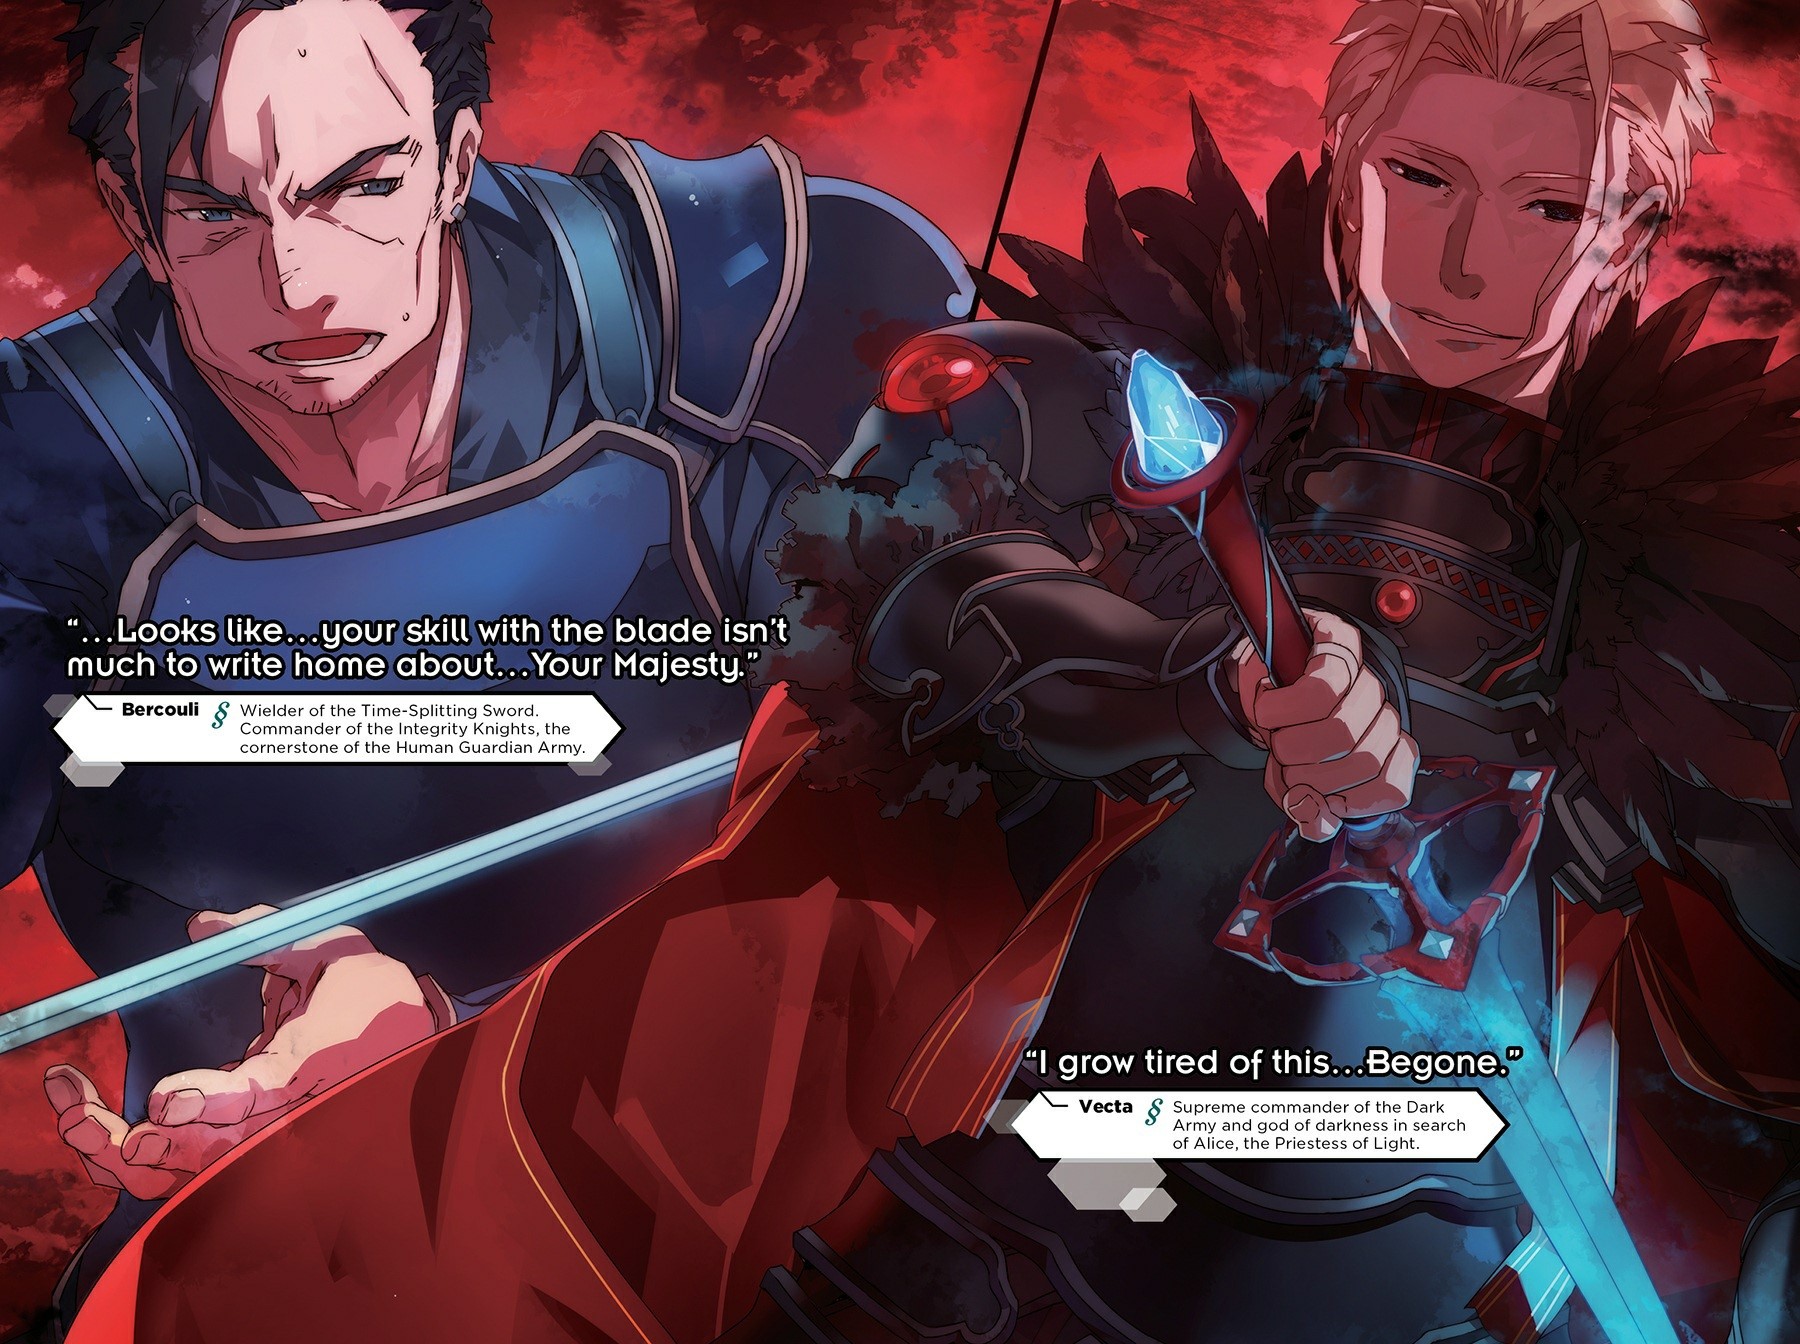 “...Looks like...your skill with the blade isn’t
much to write home about...Your Majesty.”
Bercouli § Wielder of the Time-Splitting Sword.
Commander of the Integrity Knights, the
cornerstone of the Human Guardian Army.
“I grow tired of this...Begone.”
Vecta § Supreme commander of the Dark
Army and god of darkness in search
of Alice, the Priestess of Light.